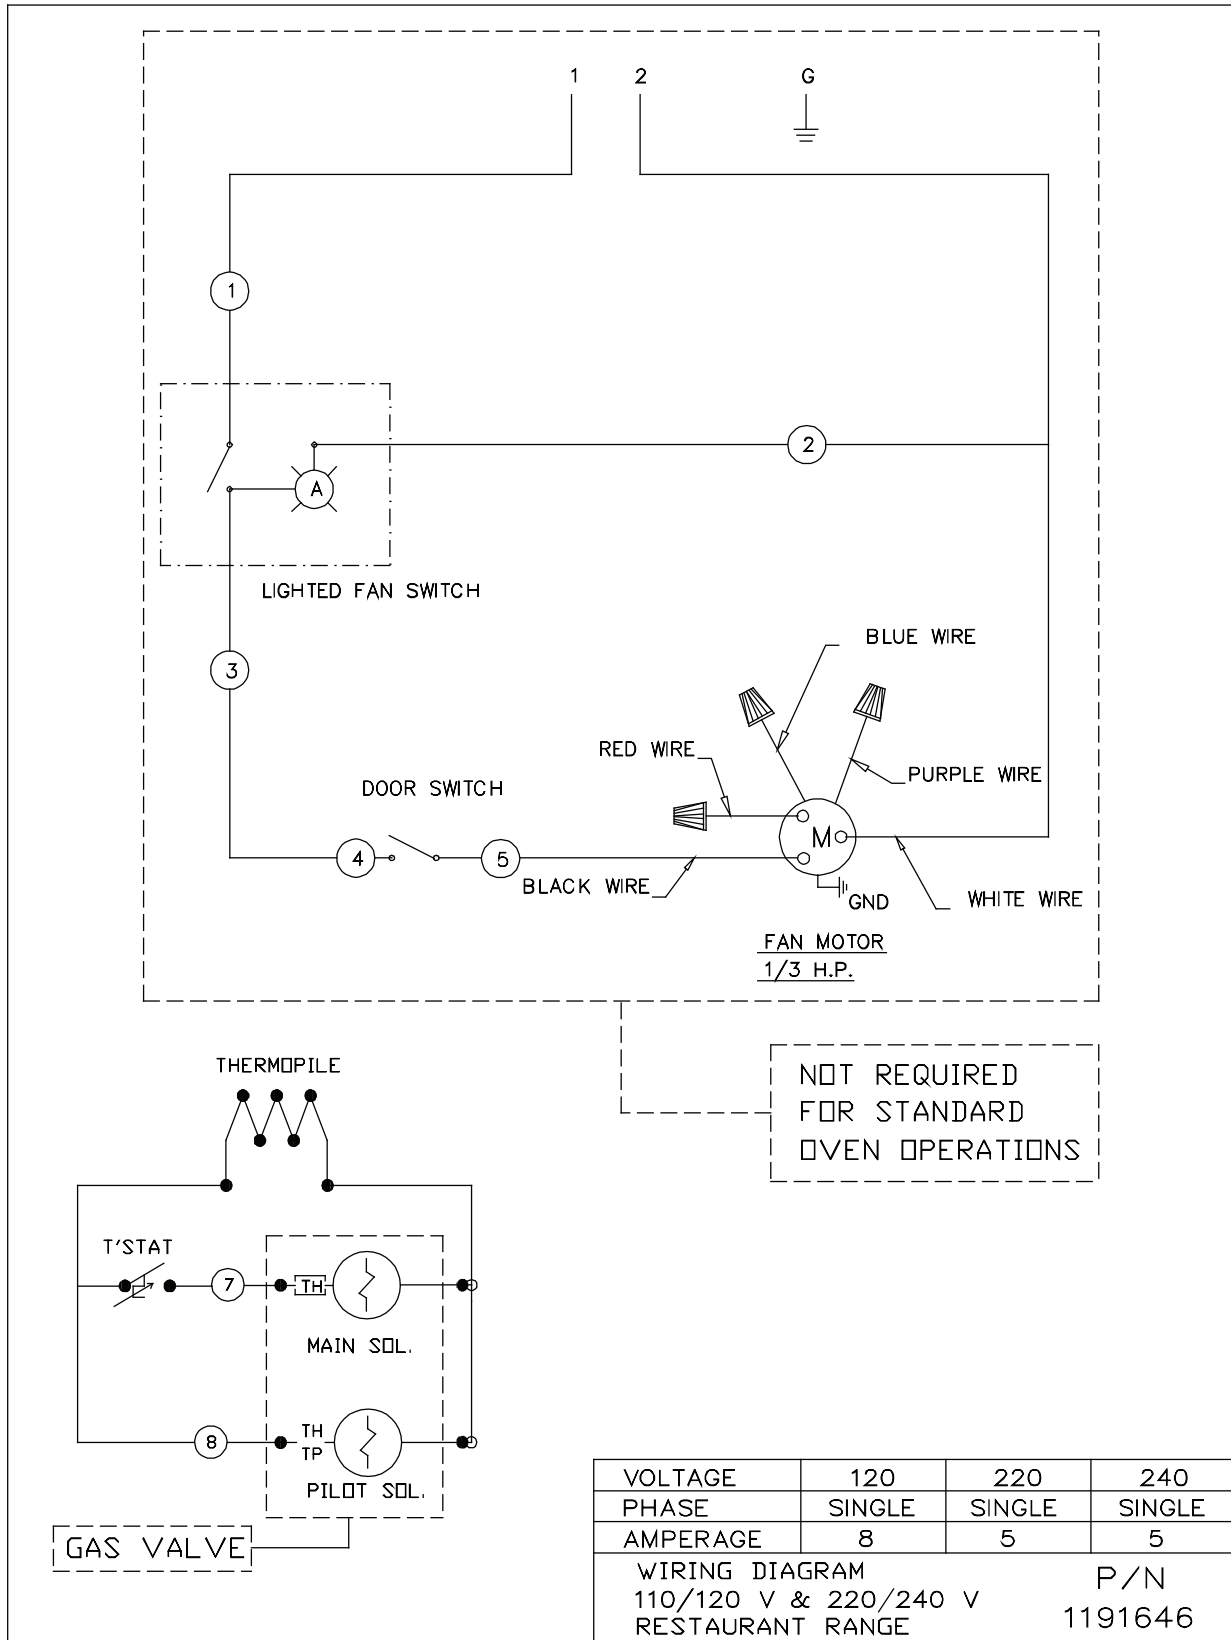 1 2 G
1
2
A
LIGHTED FAN SWITCH
3
BLUE WIRE
RED WIRE
PURPLE WIRE
DOOR SWITCH
M
4
5
BLACK WIRE
GND
WHITE WIRE
FAN MOTOR
1/3 H.P.
THERMOPILE
NOT REQUIRED
FOR STANDARD
OVEN OPERATIONS
T'STAT
7
TH
MAIN SOL.
8
TH
TP
PILOT SOL.
GAS VALVE
VOLTAGE 120 220 240
PHASE SINGLE SINGLE SINGLE
AMPERAGE 8 5 5
WIRING DIAGRAM
110/120 V & 220/240 V
RESTAURANT RANGE
P/N
1191646